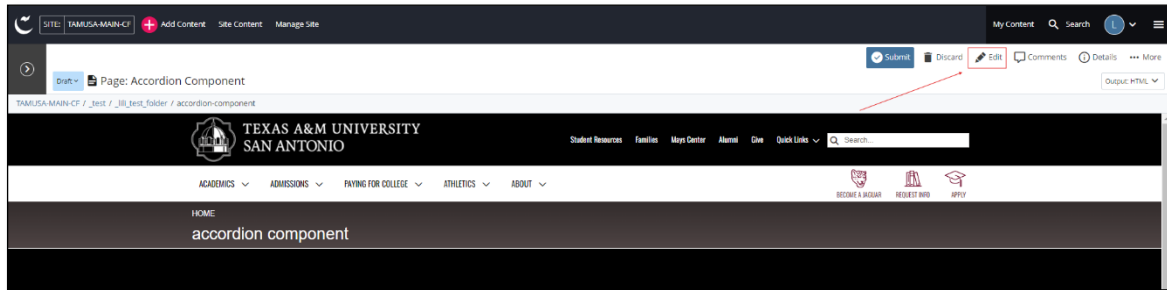 SITE: TAMUSA-MAIN-CF Add Content Site Content Manage Site My Content Search L
Submit Discard Edit Comments Details More
Draft Page: Accordion Component Output: HTML
TAMUSA-MAIN-CF / _test / _lili_test_folder / accordion-component
TEXAS A&M UNIVERSITY
SAN ANTONIO
Student Resources Families Mays Center Alumni Give Quick Links Search...
ACADEMICS ADMISSIONS PAYING FOR COLLEGE ATHLETICS ABOUT
BECOME A JAGUAR REQUEST INFO APPLY
HOME
accordion component